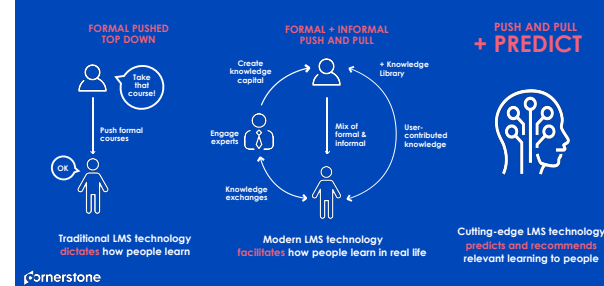 FORMAL PUSHED
TOP DOWN
Take
that
course!
Push formal
courses
OK
Traditional LMS technology
dictates how people learn
FORMAL + INFORMAL
PUSH AND PULL
Create
knowledge
capital
+ Knowledge
Library
Engage
experts
Mix of
formal &
informal
User-
contributed
knowledge
Knowledge
exchanges
Modern LMS technology
facilitates how people learn in real life
PUSH AND PULL
+ PREDICT
Cutting-edge LMS technology
predicts and recommends
relevant learning to people
cornerstone